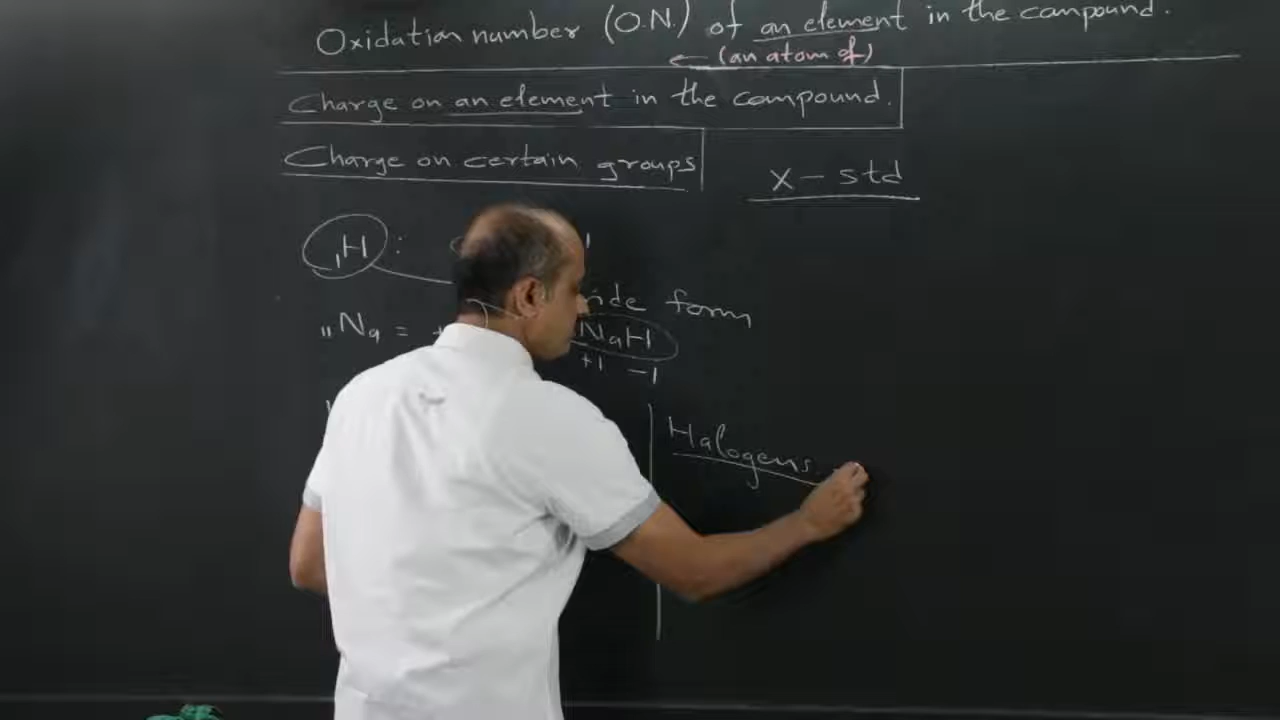 Oxidation number (O.N.) of an element in the compound.
← (an atom of)
Charge on an element in the compound.
Charge on certain groups
X - std
₁H :
form
₁₁Na = NaH
+1 -1
Halogens